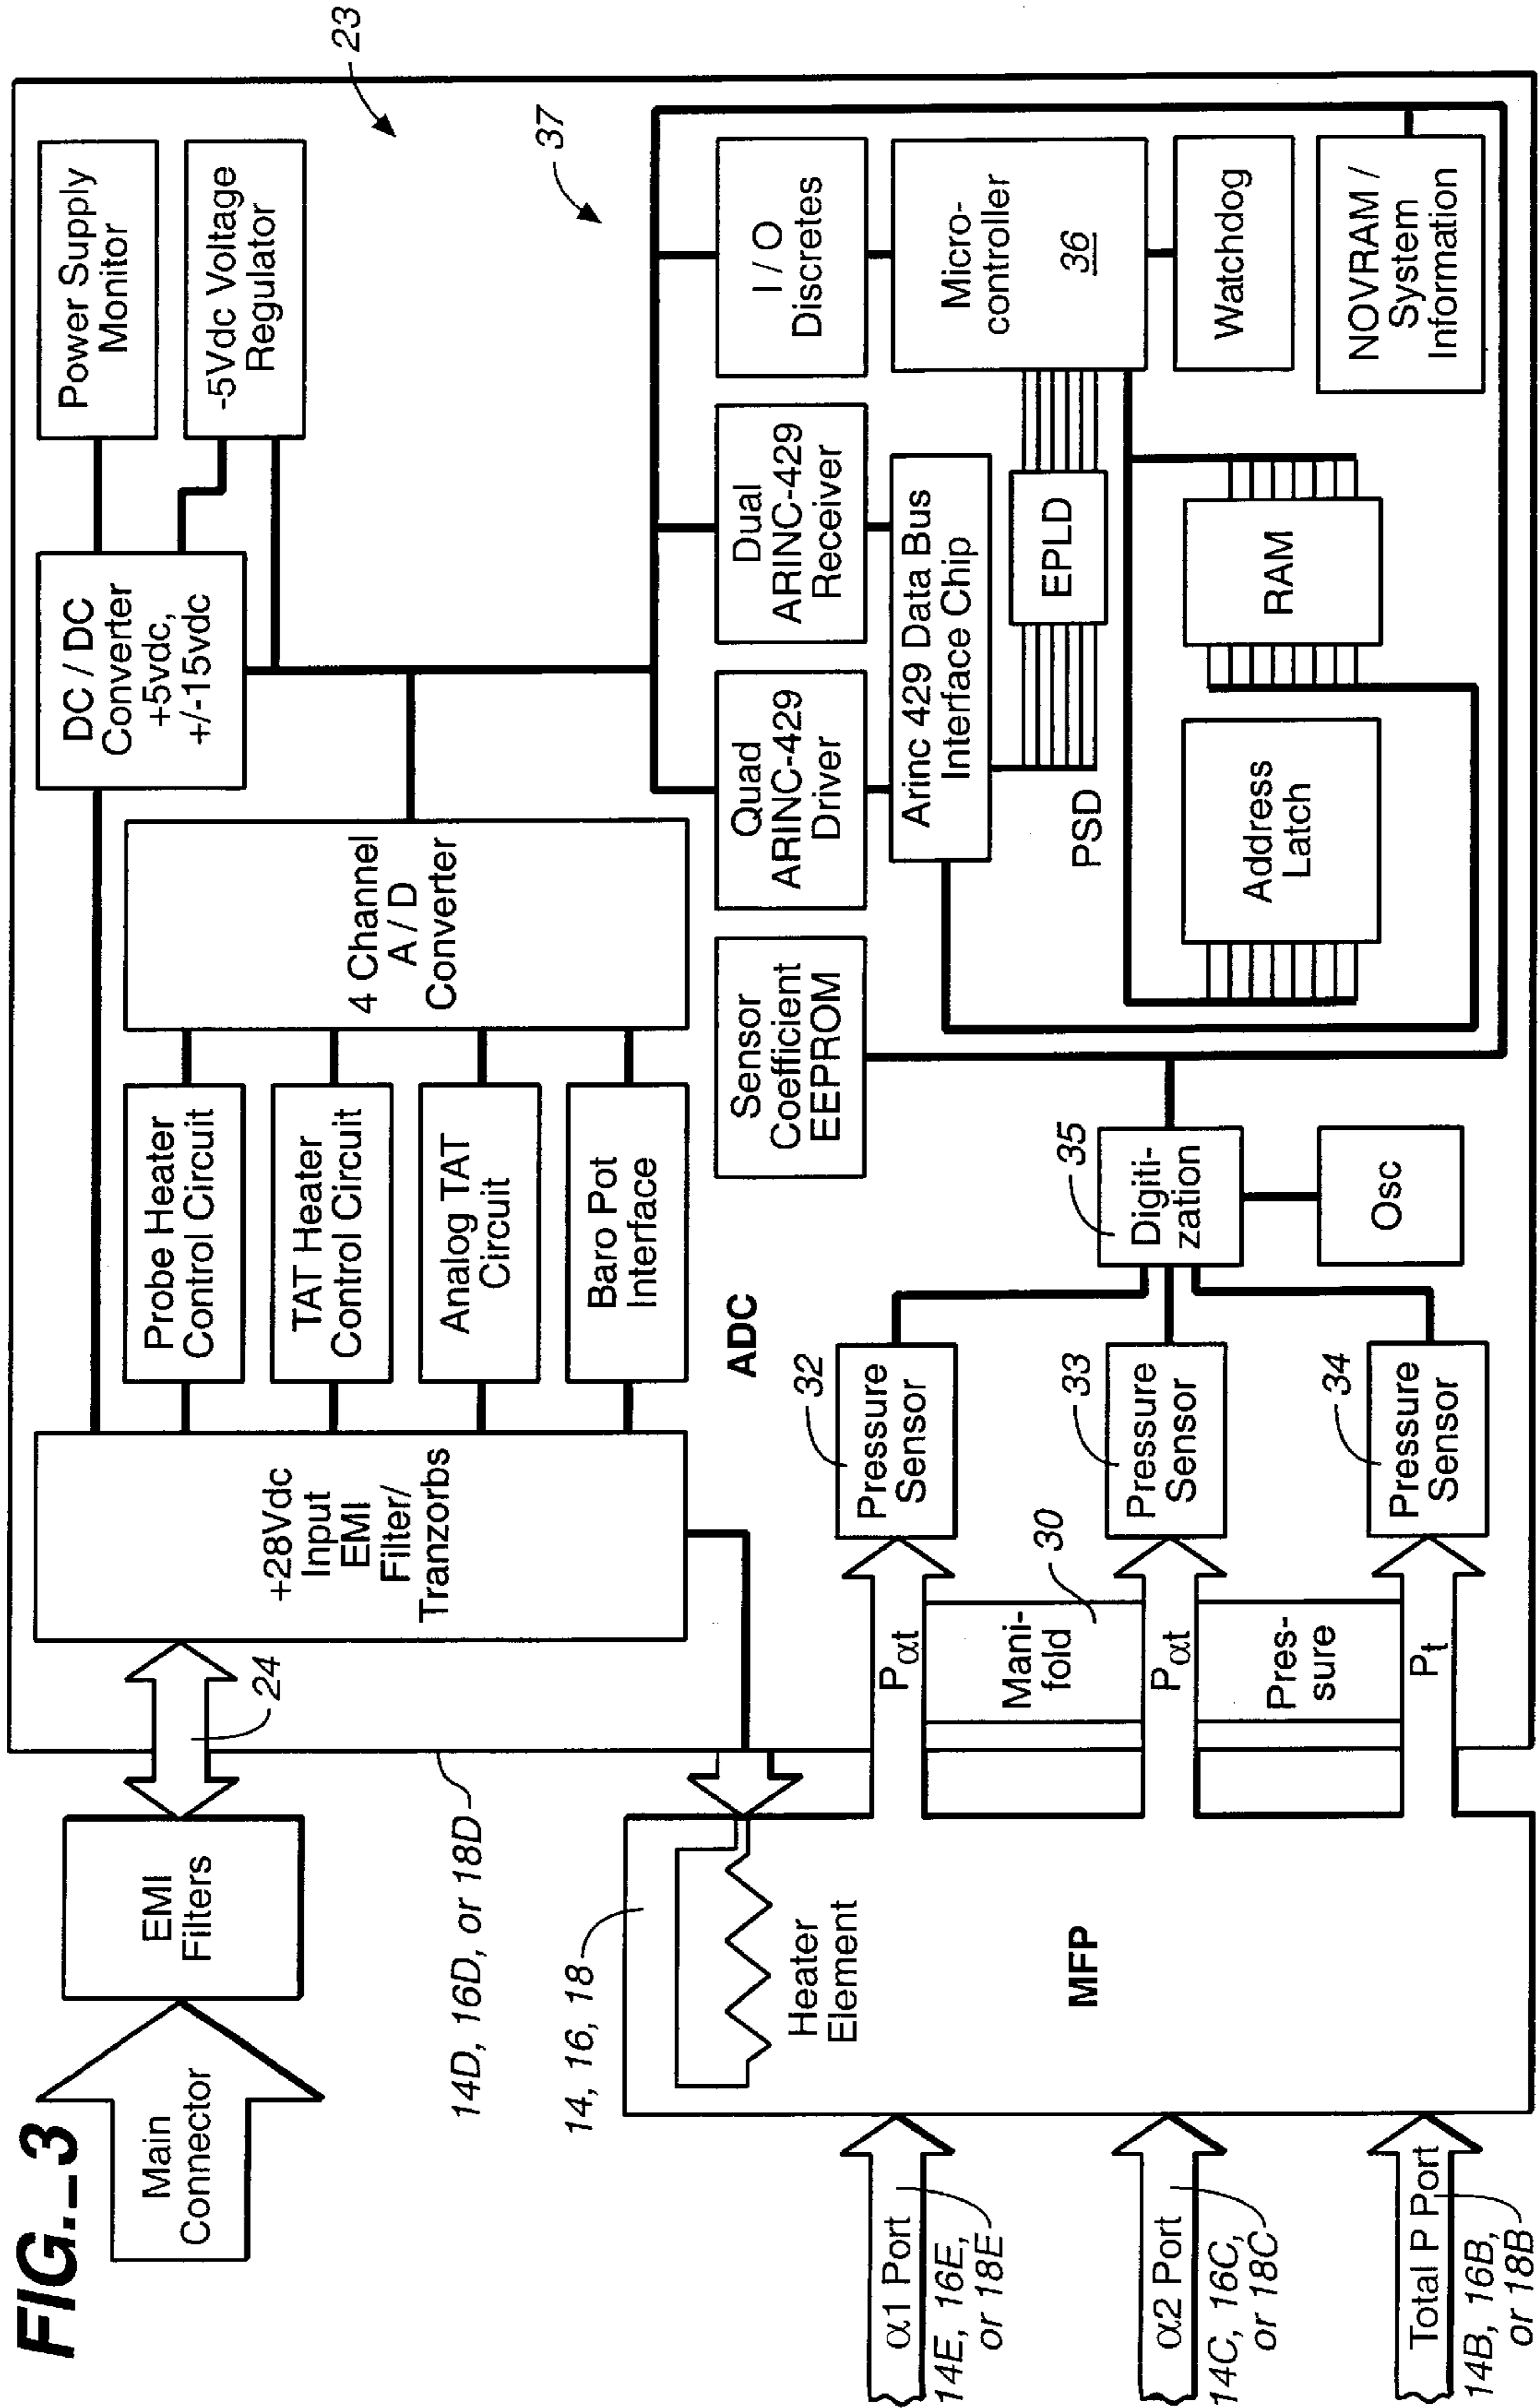 FIG._3
Main
Connector
EMI
Filters
24
+28Vdc
Input
EMI
Filter/
Tranzorbs
14D, 16D, or 18D
Probe Heater
Control Circuit
TAT Heater
Control Circuit
Analog TAT
Circuit
Baro Pot
Interface
4 Channel
A / D
Converter
DC / DC
Converter
+5vdc,
+/-15vdc
Power Supply
Monitor
-5Vdc Voltage
Regulator
23
37
ADC
Sensor
Coefficient
EEPROM
Quad
ARINC-429
Driver
Dual
ARINC-429
Receiver
I / O
Discretes
Arinc 429 Data Bus
Interface Chip
Micro-
controller
36
EPLD
PSD
Watchdog
Address
Latch
RAM
NOVRAM /
System
Information
14, 16, 18
Heater
Element
MFP
α1 Port
14E, 16E,
or 18E
α2 Port
14C, 16C,
or 18C
Total P Port
14B, 16B,
or 18B
Pαt
Mani-
fold
30
Pαt
Pres-
sure
Pt
32
Pressure
Sensor
33
Pressure
Sensor
34
Pressure
Sensor
35
Digiti-
zation
Osc